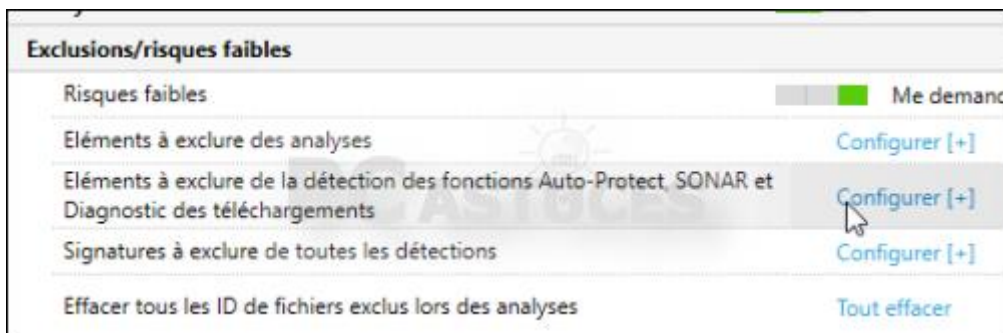 Exclusions/risques faibles
Risques faibles
Me demand
Eléments à exclure des analyses
Configurer [+]
Eléments à exclure de la détection des fonctions Auto-Protect, SONAR et
Diagnostic des téléchargements
Configurer [+]
Signatures à exclure de toutes les détections
Configurer [+]
Effacer tous les ID de fichiers exclus lors des analyses
Tout effacer
PC ASTUCES